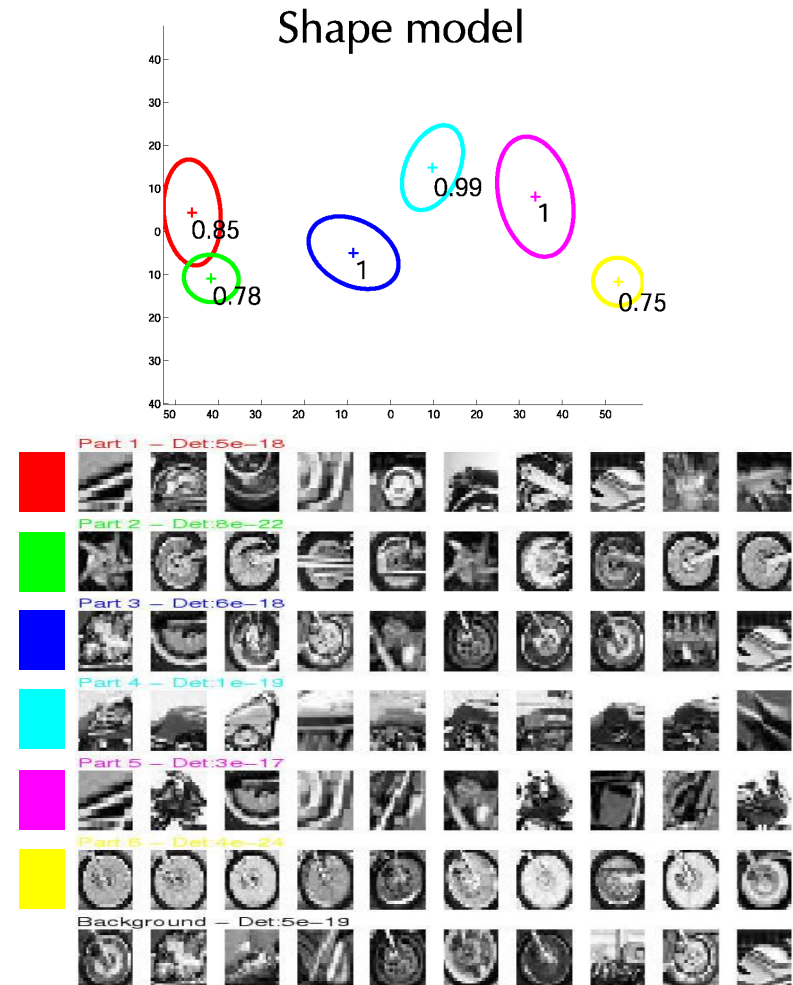 Shape model
40
30
20
10
0
10
20
30
40
50 40 30 20 10 0 10 20 30 40 50
0.85
0.78
1
0.99
1
0.75
Part 1 – Det:5e–18
Part 2 – Det:8e–22
Part 3 – Det:6e–18
Part 4 – Det:1e–19
Part 5 – Det:3e–17
Part 6 – Det:4e–24
Background – Det:5e–19